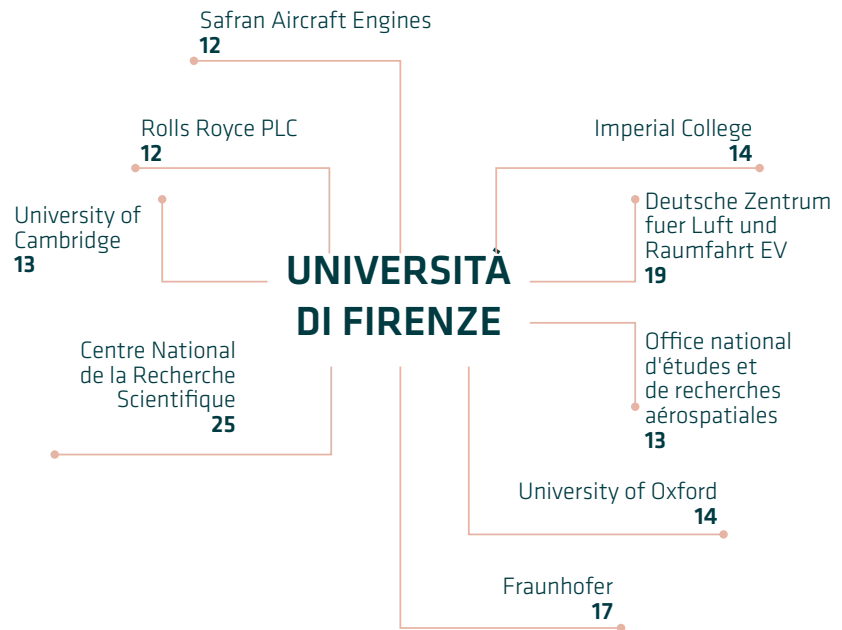 Safran Aircraft Engines
12
Rolls Royce PLC
12
Imperial College
14
University of
Cambridge
13
Deutsche Zentrum
fuer Luft und
Raumfahrt EV
19
UNIVERSITÀ
DI FIRENZE
Centre National
de la Recherche
Scientifique
25
Office national
d'études et
de recherches
aérospatiales
13
University of Oxford
14
Fraunhofer
17